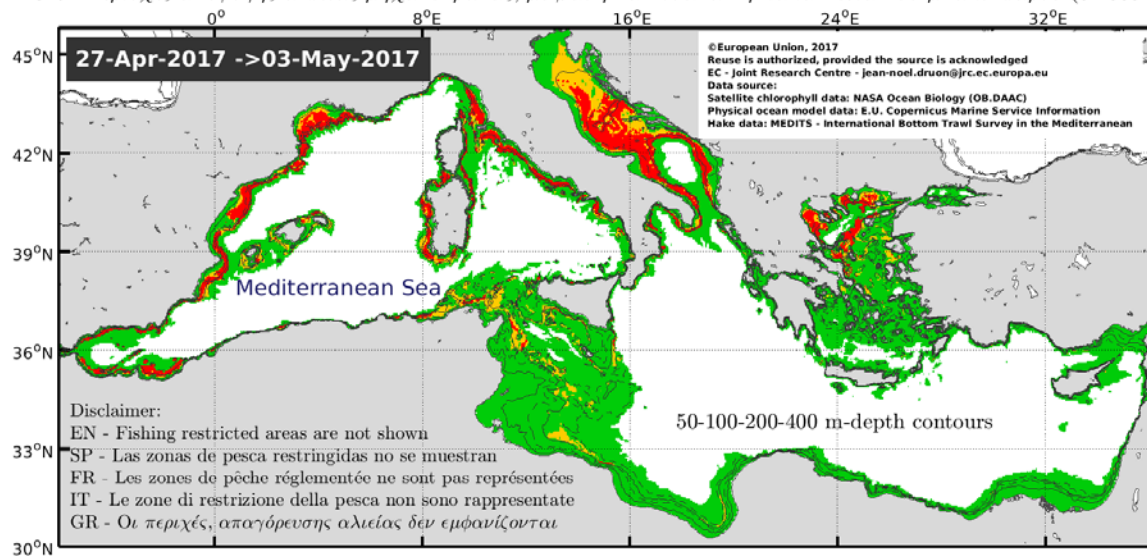 0°	8°E	16°E	24°E	32°E
45°N
27-Apr-2017 ->03-May-2017
©European Union, 2017
Reuse is authorized, provided the source is acknowledged
EC - Joint Research Centre - jean-noel.druon@jrc.ec.europa.eu
Data source:
Satellite chlorophyll data: NASA Ocean Biology (OB.DAAC)
Physical ocean model data: E.U. Copernicus Marine Service Information
Hake data: MEDITS - International Bottom Trawl Survey in the Mediterranean
42°N
39°N
Mediterranean Sea
36°N
50-100-200-400 m-depth contours
Disclaimer:
EN - Fishing restricted areas are not shown
33°N
SP - Las zonas de pesca restringidas no se muestran
FR - Les zones de pêche réglementée ne sont pas représentées
IT - Le zone di restrizione della pesca non sono rappresentate
GR - Οι περιχές, απαγόρευσης αλιείας δεν εμφανίζονται
30°N